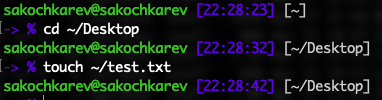 sakochkarev@sakochkarev [22:28:23] [~]
-> % cd ~/Desktop
sakochkarev@sakochkarev [22:28:32] [~/Desktop]
-> % touch ~/test.txt
sakochkarev@sakochkarev [22:28:42] [~/Desktop]